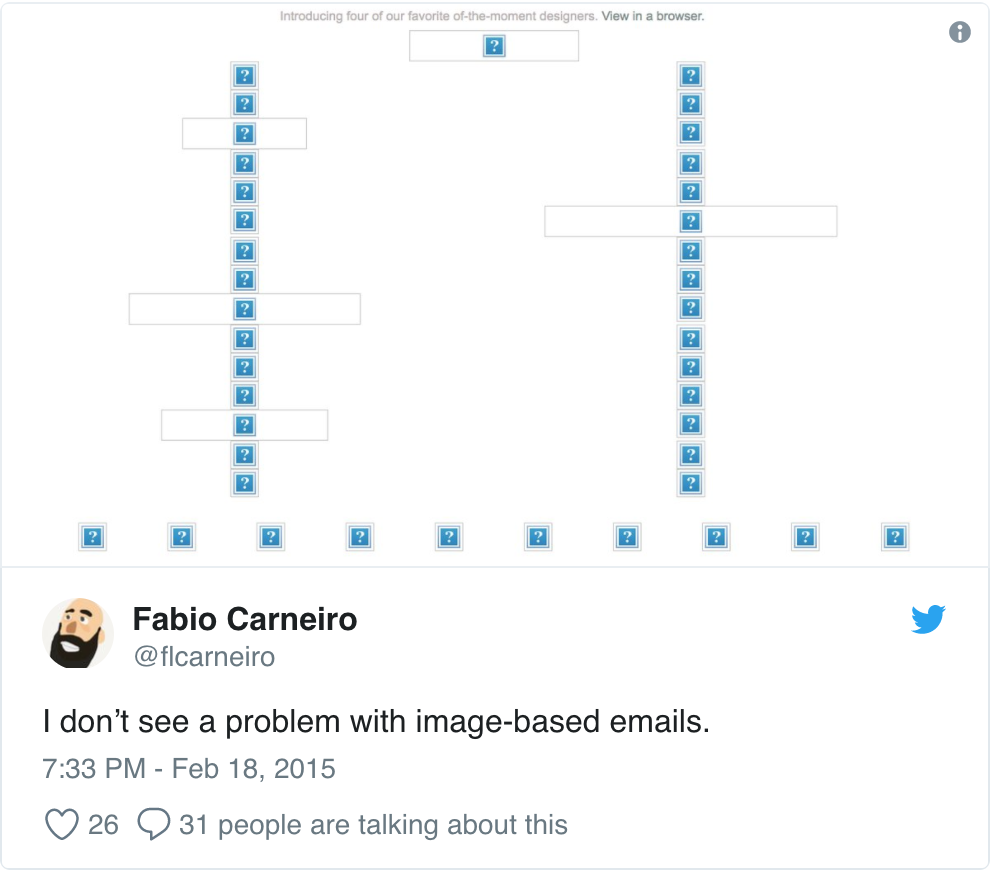 Introducing four of our favorite of-the-moment designers. View in a browser.
Fabio Carneiro
@flcarneiro
I don’t see a problem with image-based emails.
7:33 PM - Feb 18, 2015
26 31 people are talking about this